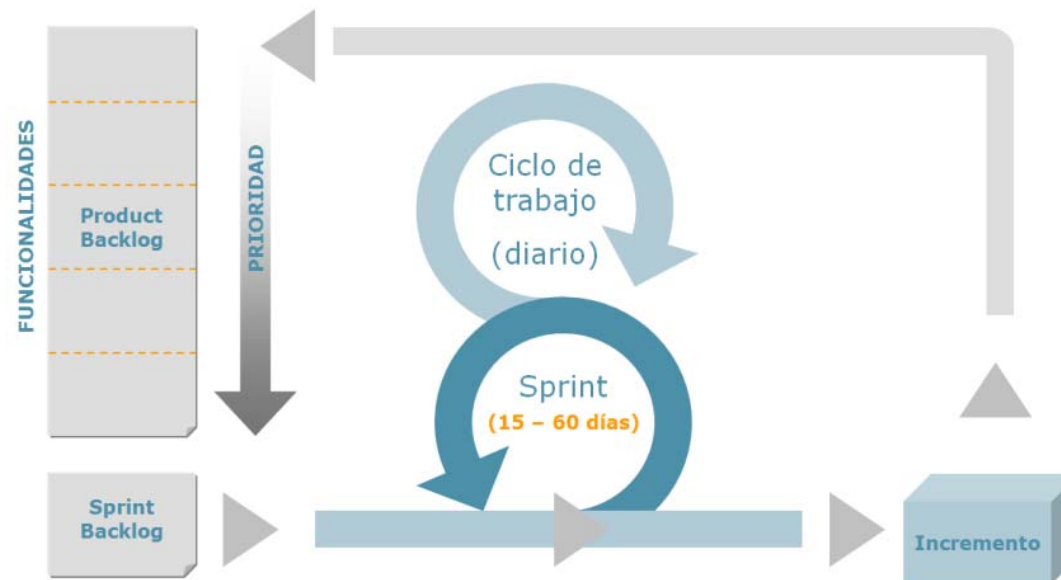 FUNCIONALIDADES
Product
Backlog
PRIORIDAD
Ciclo de
trabajo
(diario)
Sprint
(15 – 60 días)
Sprint
Backlog
Incremento